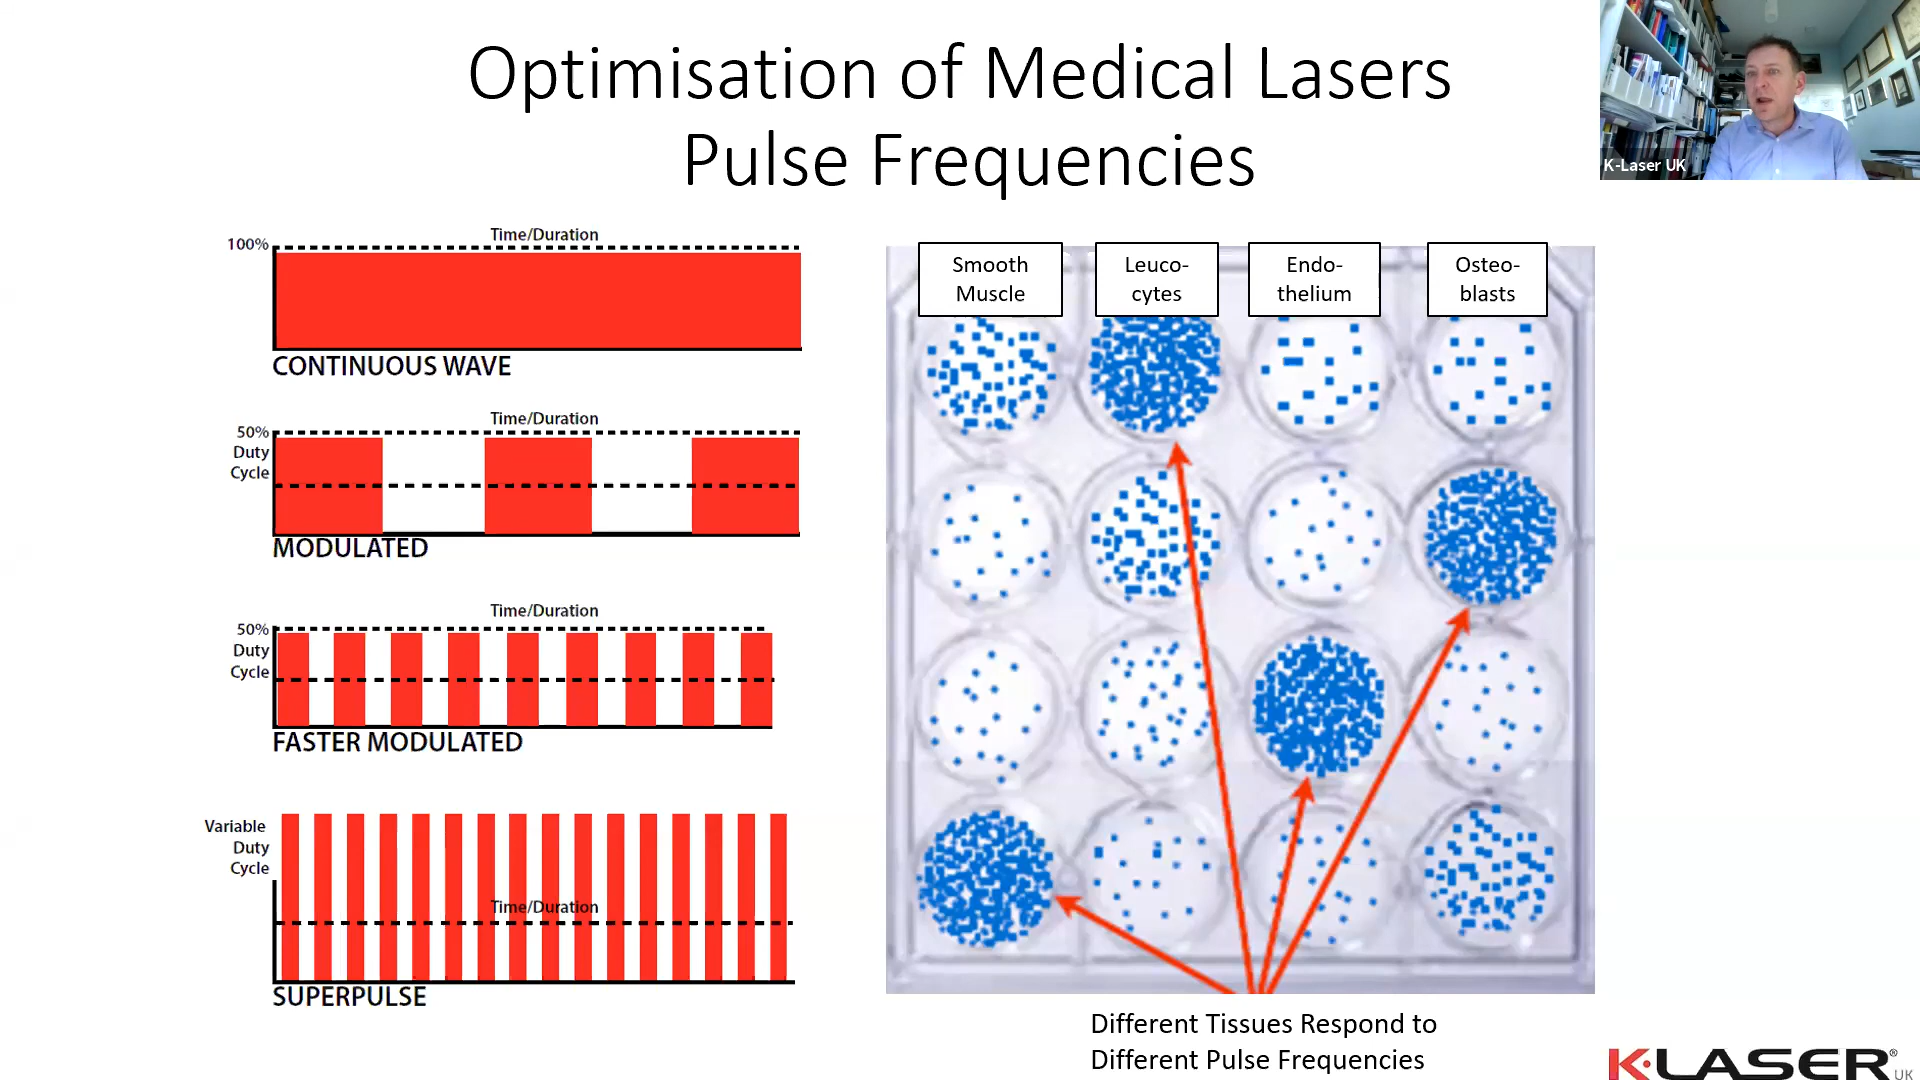 Optimisation of Medical Lasers
Pulse Frequencies
K-Laser UK
Time/Duration
100%
CONTINUOUS WAVE
Time/Duration
50%
Duty
Cycle
MODULATED
Time/Duration
50%
Duty
Cycle
FASTER MODULATED
Variable
Duty
Cycle
Time/Duration
SUPERPULSE
Smooth
Muscle
Leuco-
cytes
Endo-
thelium
Osteo-
blasts
Different Tissues Respond to
Different Pulse Frequencies
K·LASER® UK